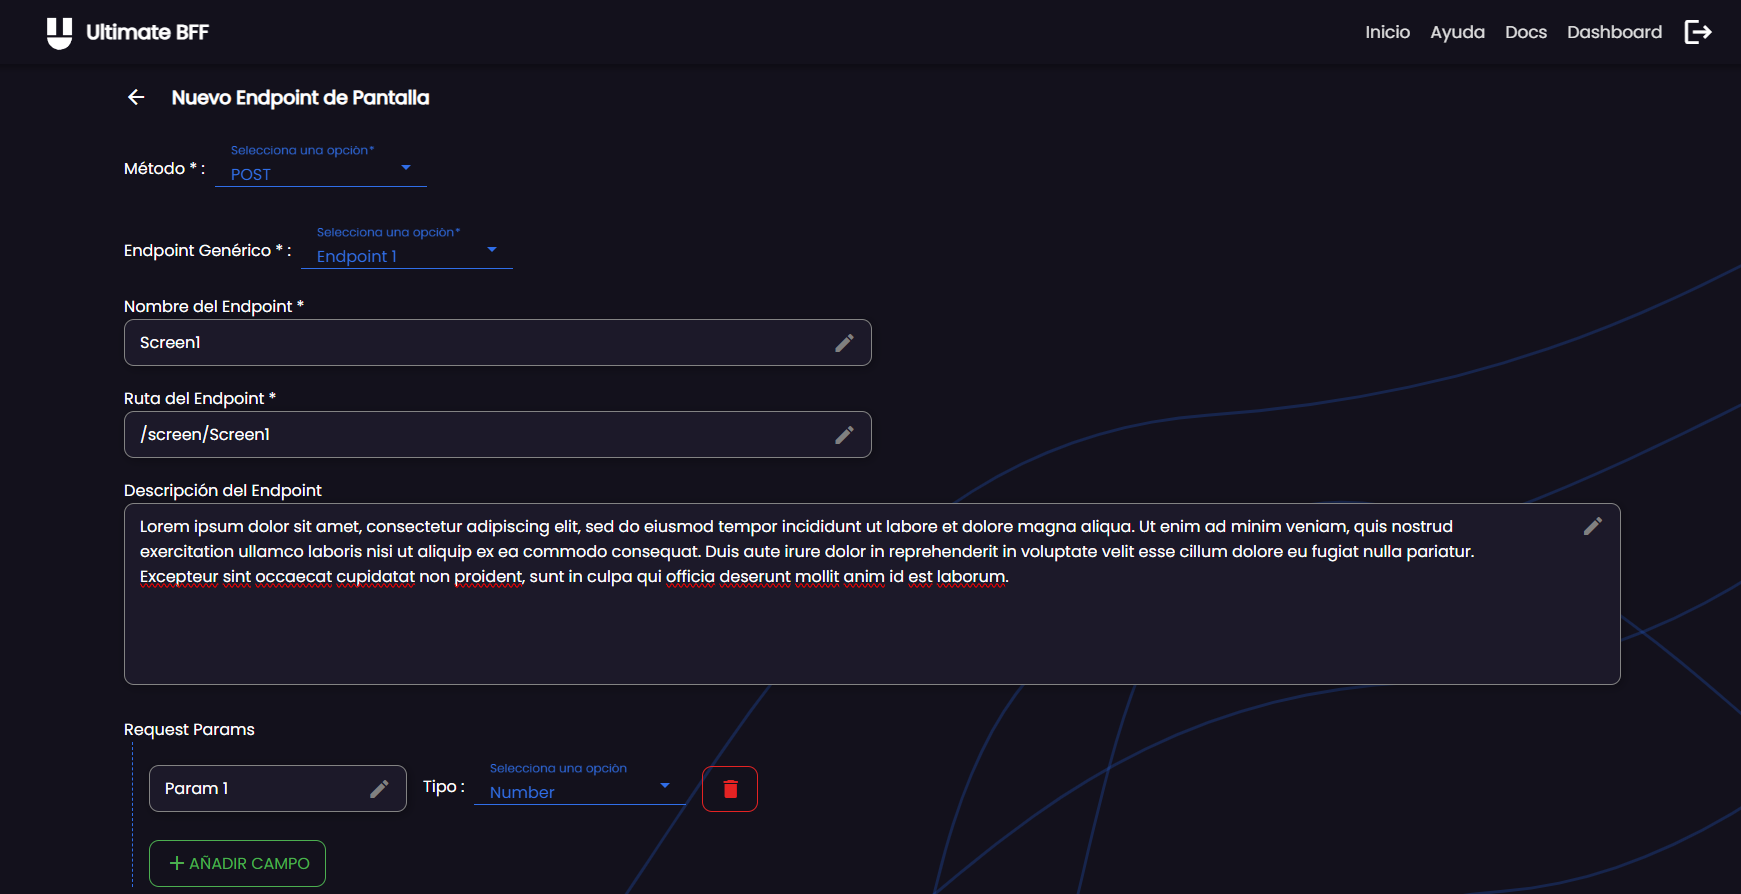 Ultimate BFF
Inicio Ayuda Docs Dashboard
Nuevo Endpoint de Pantalla
Selecciona una opción*
Método * :
POST
Selecciona una opción*
Endpoint Genérico * :
Endpoint 1
Nombre del Endpoint *
Screen1
Ruta del Endpoint *
/screen/Screen1
Descripción del Endpoint
Lorem ipsum dolor sit amet, consectetur adipiscing elit, sed do eiusmod tempor incididunt ut labore et dolore magna aliqua. Ut enim ad minim veniam, quis nostrud
exercitation ullamco laboris nisi ut aliquip ex ea commodo consequat. Duis aute irure dolor in reprehenderit in voluptate velit esse cillum dolore eu fugiat nulla pariatur.
Excepteur sint occaecat cupidatat non proident, sunt in culpa qui officia deserunt mollit anim id est laborum.
Request Params
Selecciona una opción
Param 1
Tipo :
Number
+ AÑADIR CAMPO